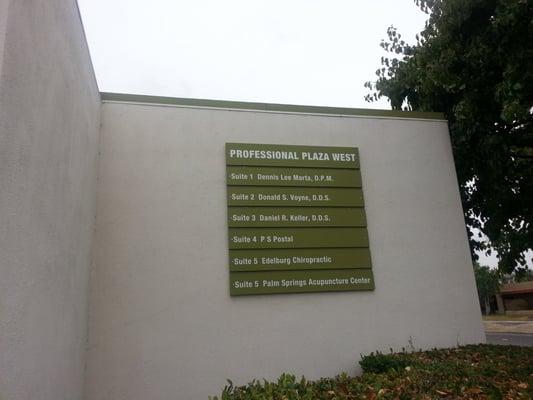 PROFESSIONAL PLAZA WEST
Suite 1 Dennis Lee Marta, D.P.M.
Suite 2 Donald S. Voyne, D.D.S.
Suite 3 Daniel R. Keller, D.D.S.
Suite 4 P S Postal
Suite 5 Edelburg Chiropractic
Suite 5 Palm Springs Acupuncture Center